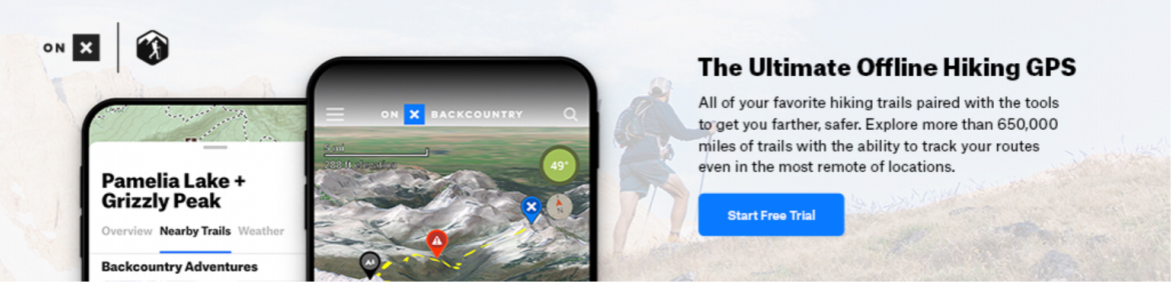 ON X
The Ultimate Offline Hiking GPS
All of your favorite hiking trails paired with the tools
to get you farther, safer. Explore more than 650,000
miles of trails with the ability to track your routes
even in the most remote of locations.
Start Free Trial
ON X BACKCOUNTRY
49°
N
Pamelia Lake +
Grizzly Peak
Overview Nearby Trails Weather
Backcountry Adventures